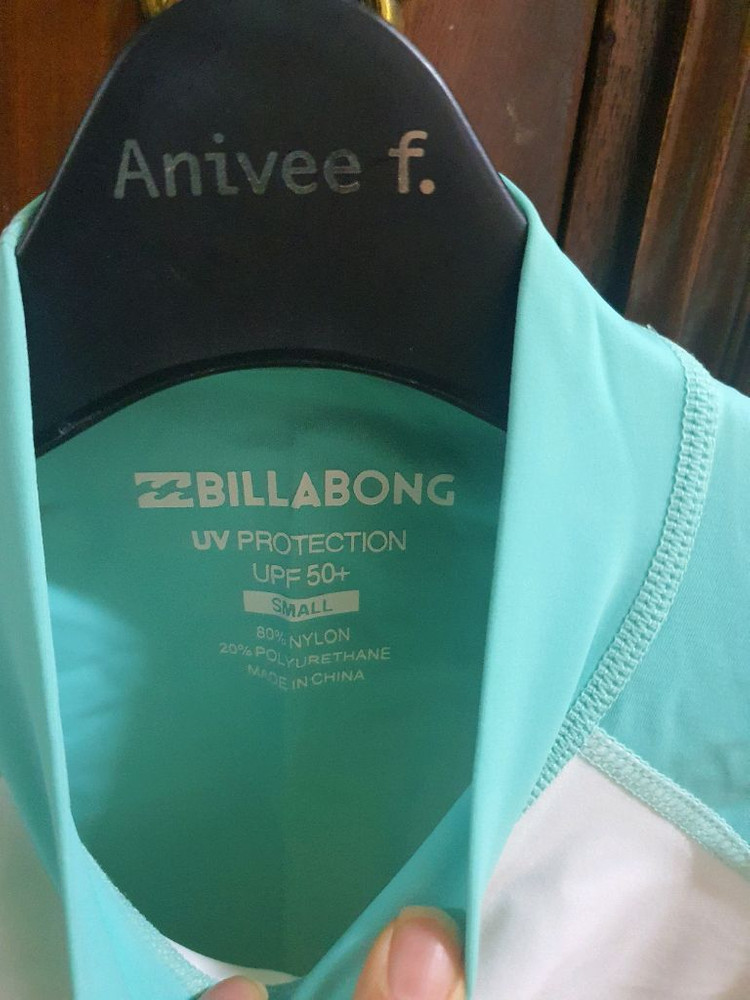 Anivee f.
BILLABONG
UV PROTECTION
UPF 50+
SMALL
80% NYLON
20% POLYURETHANE
MADE IN CHINA